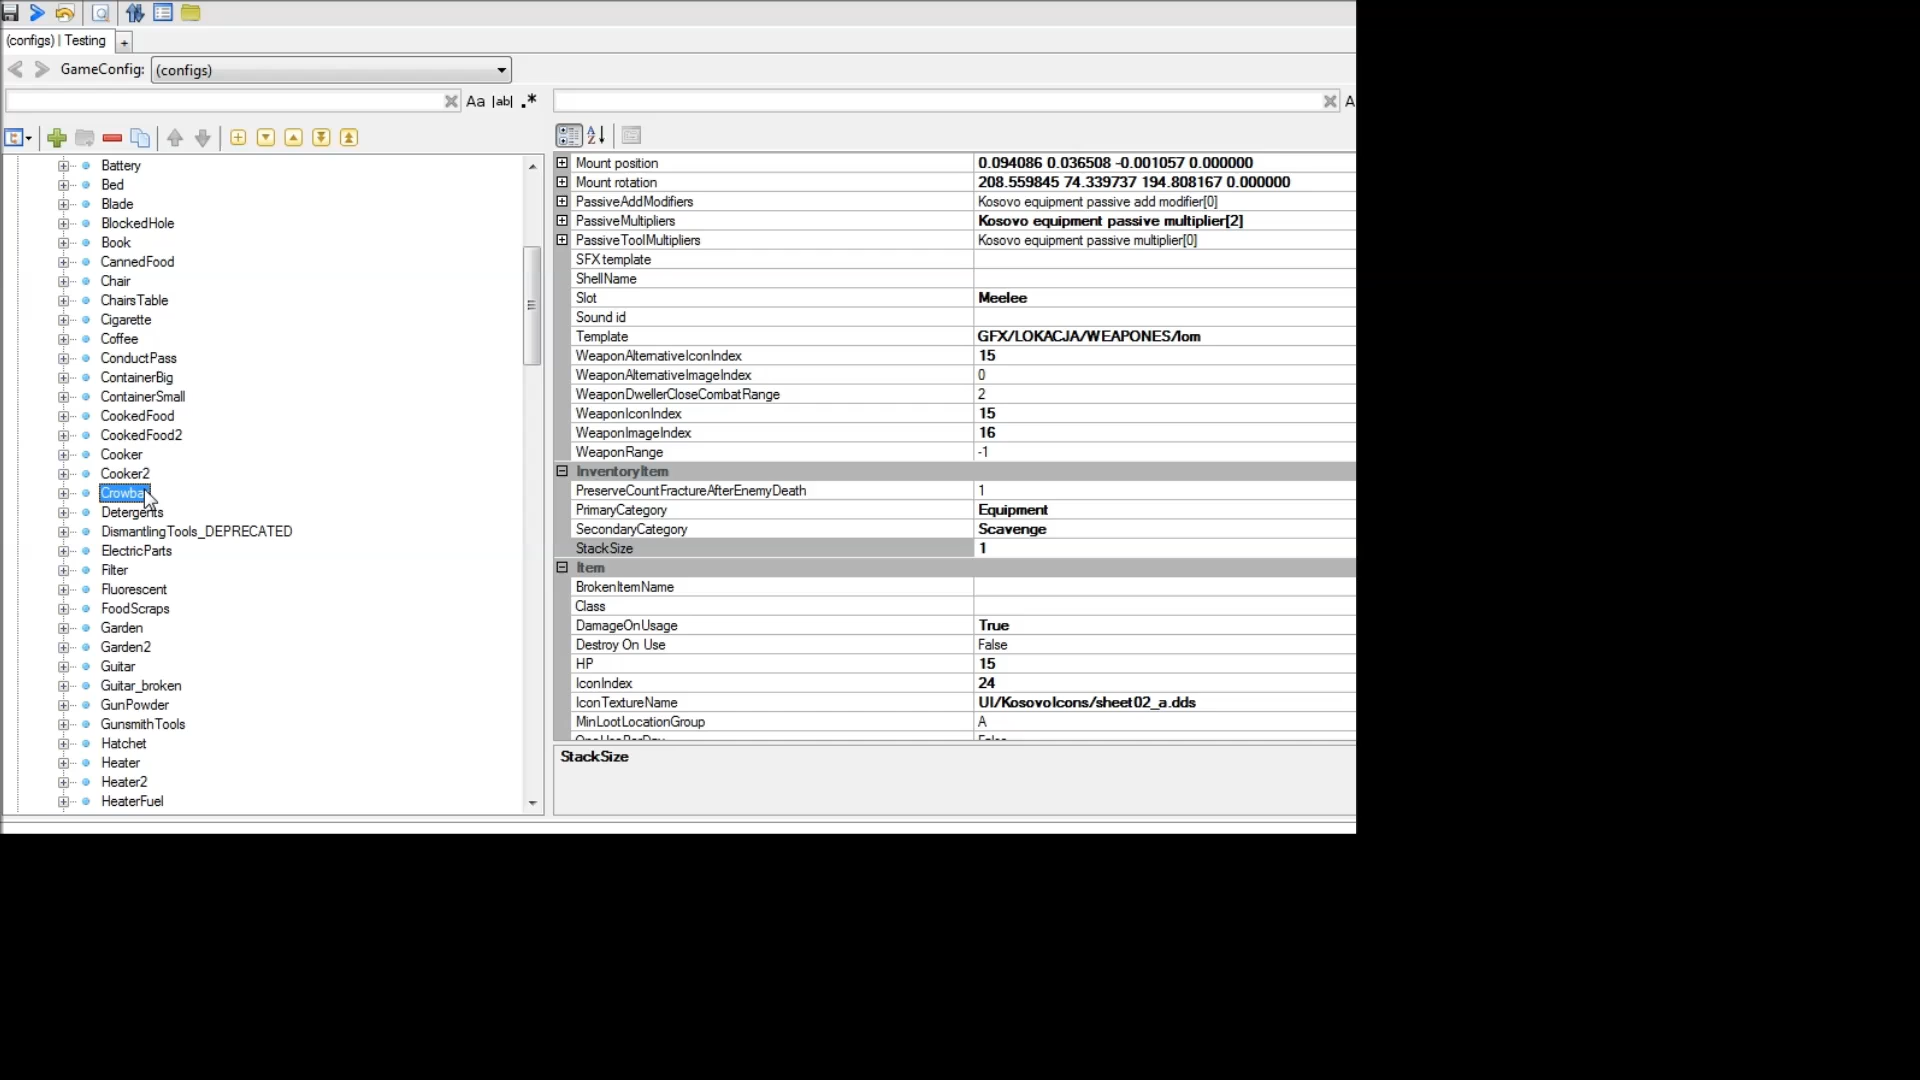 (configs) | Testing
+
GameConfig: (configs)
Aa |ab| .* A
Battery
Bed
Blade
BlockedHole
Book
CannedFood
Chair
ChairsTable
Cigarette
Coffee
ConductPass
ContainerBig
ContainerSmall
CookedFood
CookedFood2
Cooker
Cooker2
Crowba
Detergents
DismantlingTools_DEPRECATED
ElectricParts
Filter
Fluorescent
FoodScraps
Garden
Garden2
Guitar
Guitar_broken
GunPowder
GunsmithTools
Hatchet
Heater
Heater2
HeaterFuel
Mount position 0.094086 0.036508 -0.001057 0.000000
Mount rotation 208.559845 74.339737 194.808167 0.000000
PassiveAddModifiers Kosovo equipment passive add modifier[0]
PassiveMultipliers Kosovo equipment passive multiplier[2]
PassiveToolMultipliers Kosovo equipment passive multiplier[0]
SFX template
ShellName
Slot Meelee
Sound id
Template GFX/LOKACJA/WEAPONES/lom
WeaponAlternativeIconIndex 15
WeaponAlternativeImageIndex 0
WeaponDwellerCloseCombatRange 2
WeaponIconIndex 15
WeaponImageIndex 16
WeaponRange -1
InventoryItem
PreserveCountFractureAfterEnemyDeath 1
PrimaryCategory Equipment
SecondaryCategory Scavenge
StackSize 1
Item
BrokenItemName
Class
DamageOnUsage True
Destroy On Use False
HP 15
IconIndex 24
IconTextureName UI/KosovoIcons/sheet02_a.dds
MinLootLocationGroup A
StackSize